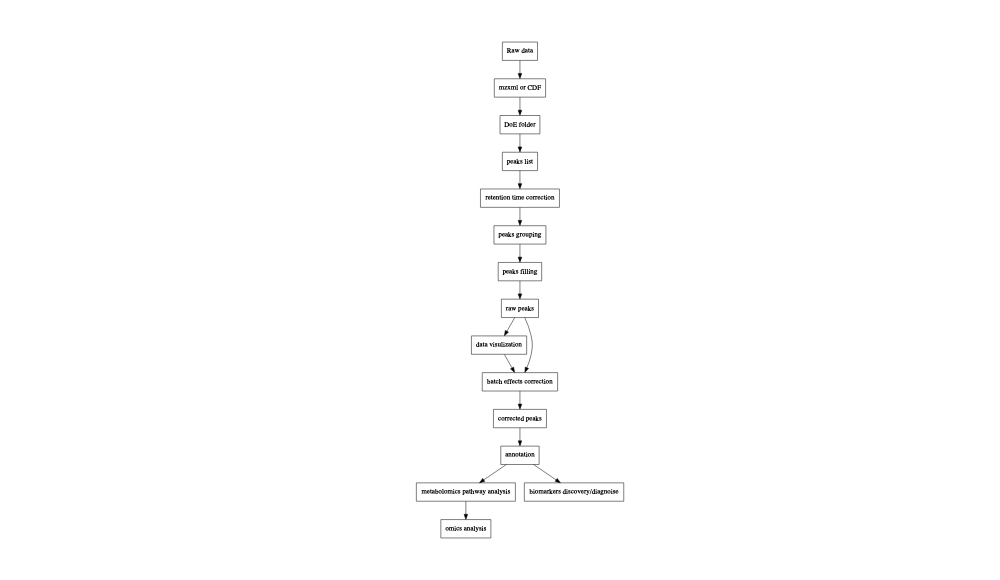 Raw data
mzxml or CDF
DoE folder
peaks list
retention time correction
peaks grouping
peaks filling
raw peaks
data visulization
batch effects correction
corrected peaks
annotation
metabolomics pathway analysis
biomarkers discovery/diagnoise
omics analysis